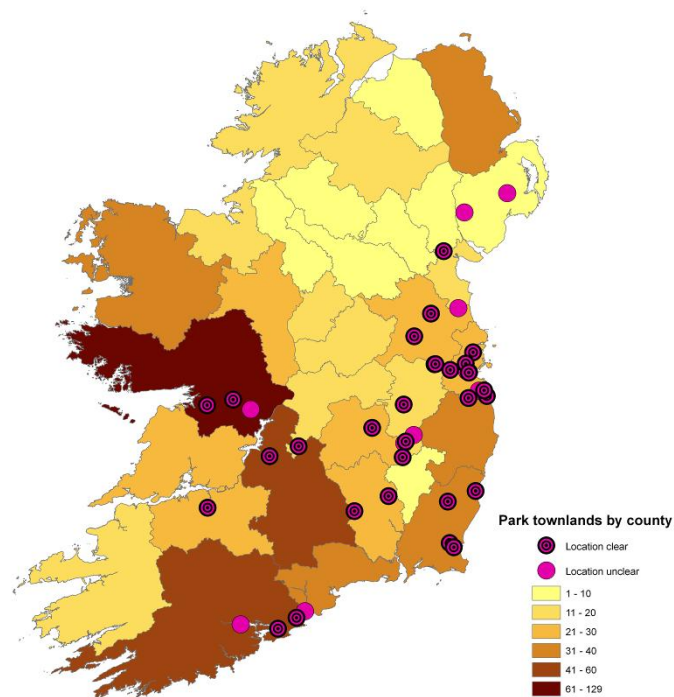 Park townlands by county
Location clear
Location unclear
1 - 10
11 - 20
21 - 30
31 - 40
41 - 60
61 - 129